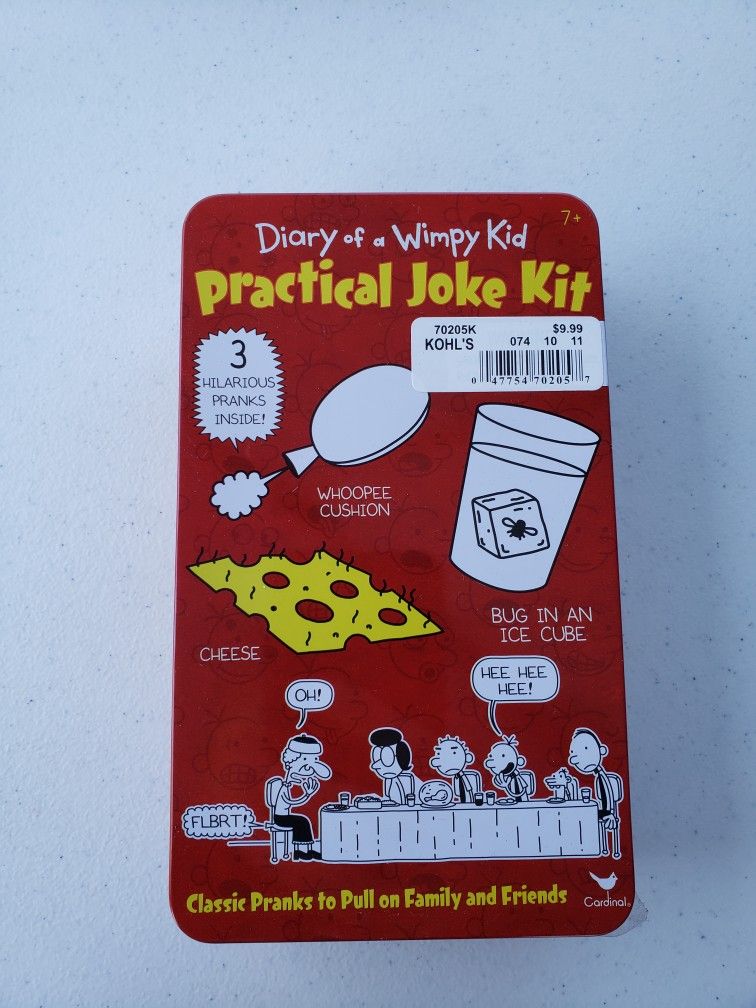 7+
Diary of a Wimpy Kid
Practical Joke Kit
70205K $9.99
KOHL'S 074 10 11
0 47754 70205 7
3
HILARIOUS
PRANKS
INSIDE!
WHOOPEE
CUSHION
BUG IN AN
ICE CUBE
CHEESE
OH!
HEE HEE
HEE!
FLBRT!
Classic Pranks to Pull on Family and Friends
Cardinal®